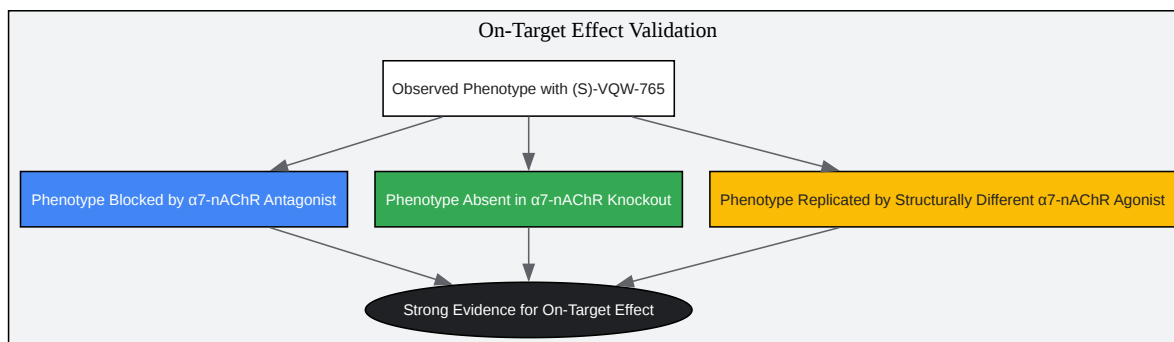 On-Target Effect Validation
Observed Phenotype with (S)-VQW-765
Phenotype Blocked by α7-nAChR Antagonist
Phenotype Absent in α7-nAChR Knockout
Phenotype Replicated by Structurally Different α7-nAChR Agonist
Strong Evidence for On-Target Effect